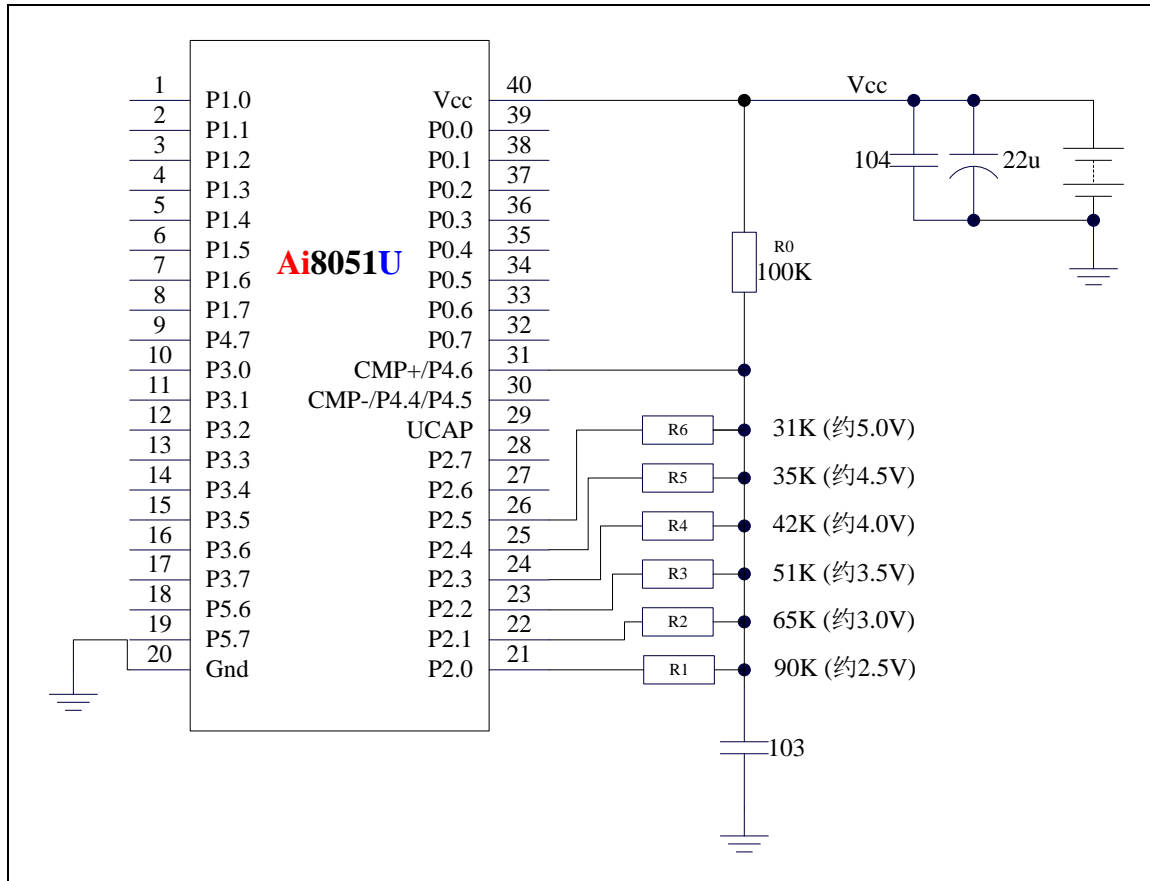 1 P1.0
2 P1.1
3 P1.2
4 P1.3
5 P1.4
6 P1.5
7 P1.6
8 P1.7
9 P4.7
10 P3.0
11 P3.1
12 P3.2
13 P3.3
14 P3.4
15 P3.5
16 P3.6
17 P3.7
18 P5.6
19 P5.7
20 Gnd
Ai8051U
Vcc 40
P0.0 39
P0.1 38
P0.2 37
P0.3 36
P0.4 35
P0.5 34
P0.6 33
P0.7 32
CMP+/P4.6 31
CMP-/P4.4/P4.5 30
UCAP 29
P2.7 28
P2.6 27
P2.5 26
P2.4 25
P2.3 24
P2.2 23
P2.1 22
P2.0 21
Vcc
104
22u
R0
100K
R6 31K (约5.0V)
R5 35K (约4.5V)
R4 42K (约4.0V)
R3 51K (约3.5V)
R2 65K (约3.0V)
R1 90K (约2.5V)
103